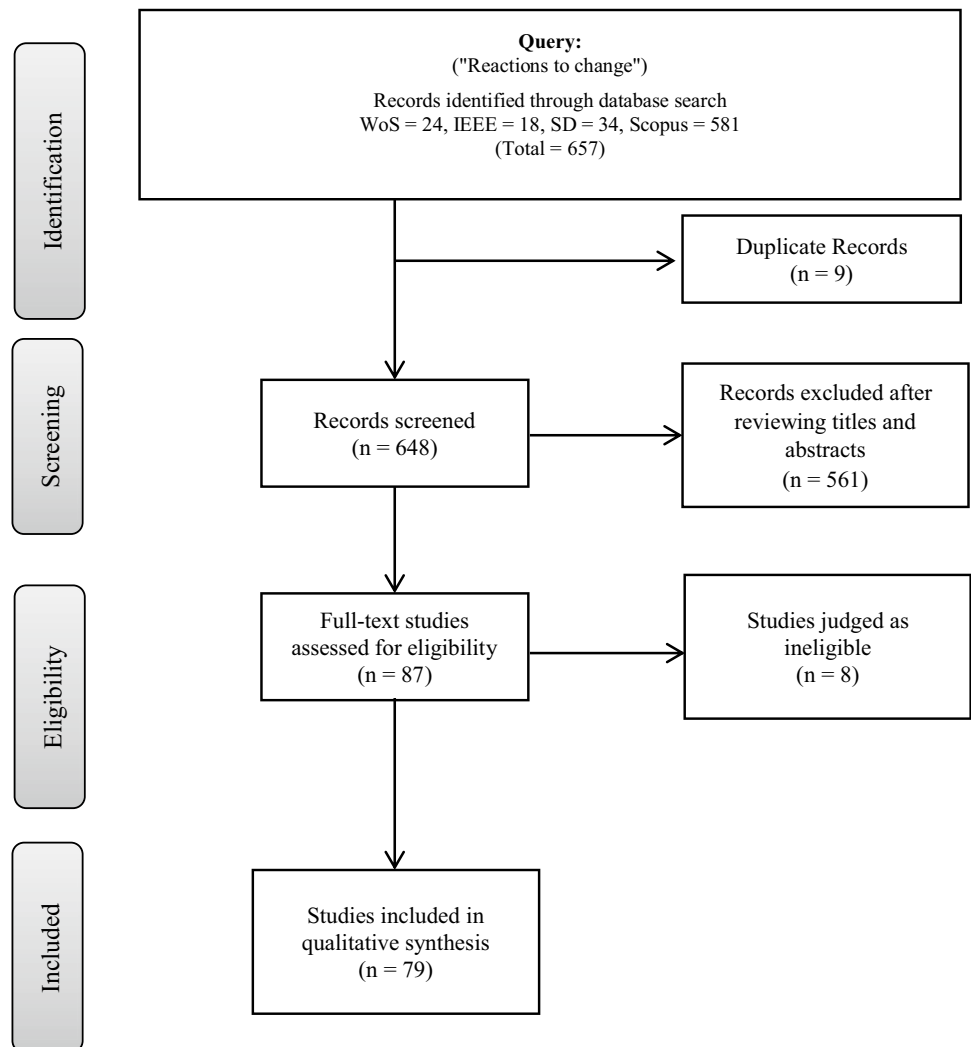 Identification
Query:
("Reactions to change")
Records identified through database search
WoS = 24, IEEE = 18, SD = 34, Scopus = 581
(Total = 657)
Duplicate Records
(n = 9)
Screening
Records screened
(n = 648)
Records excluded after
reviewing titles and
abstracts
(n = 561)
Eligibility
Full-text studies
assessed for eligibility
(n = 87)
Studies judged as
ineligible
(n = 8)
Included
Studies included in
qualitative synthesis
(n = 79)